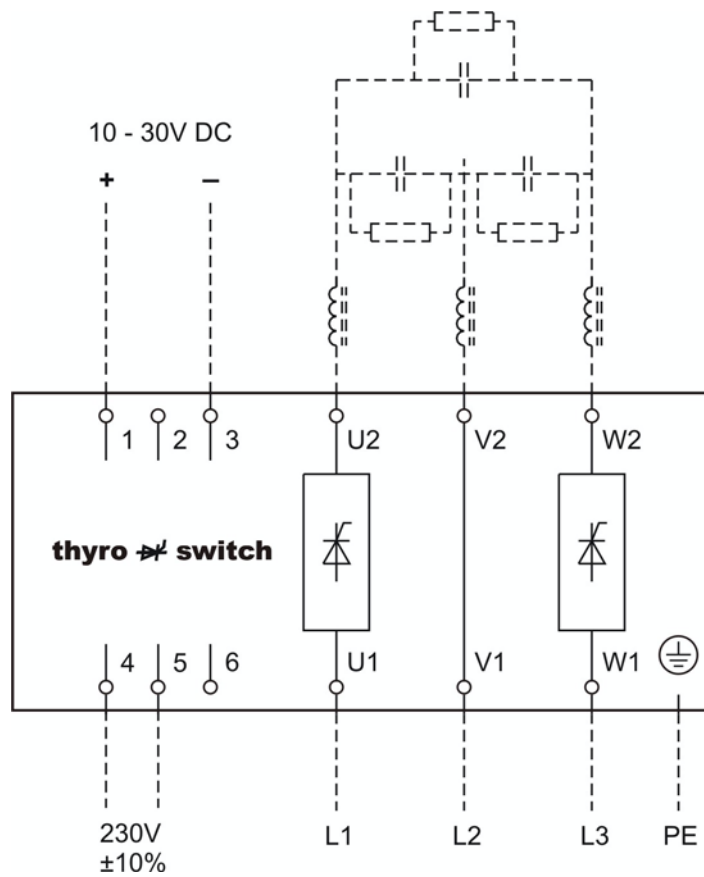 10 - 30V DC
+ –
1 2 3 U2 V2 W2
thyro switch
4 5 6 U1 V1 W1
230V
±10%
L1 L2 L3 PE